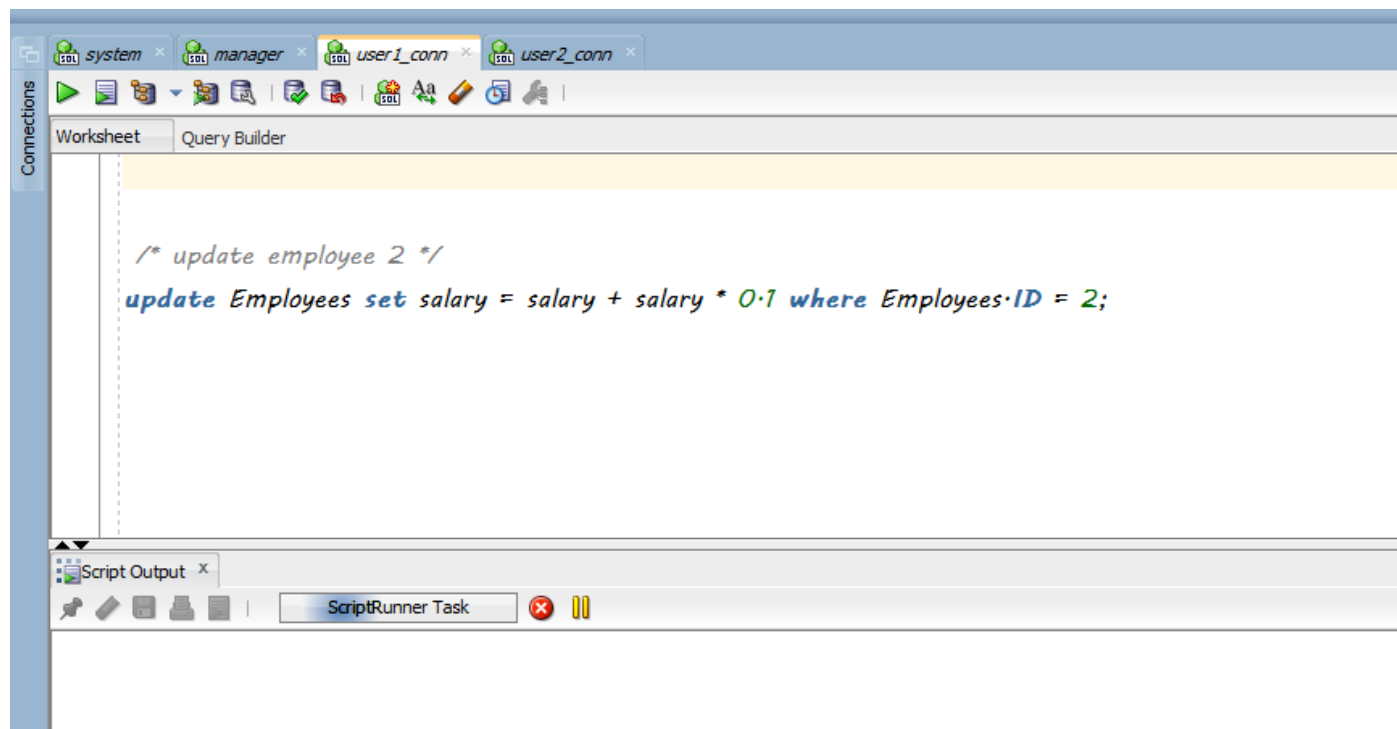 system
manager
user1_conn
user2_conn
Connections
Worksheet
Query Builder
/* update employee 2 */
update Employees set salary = salary + salary * 0.1 where Employees.ID = 2;
Script Output
ScriptRunner Task